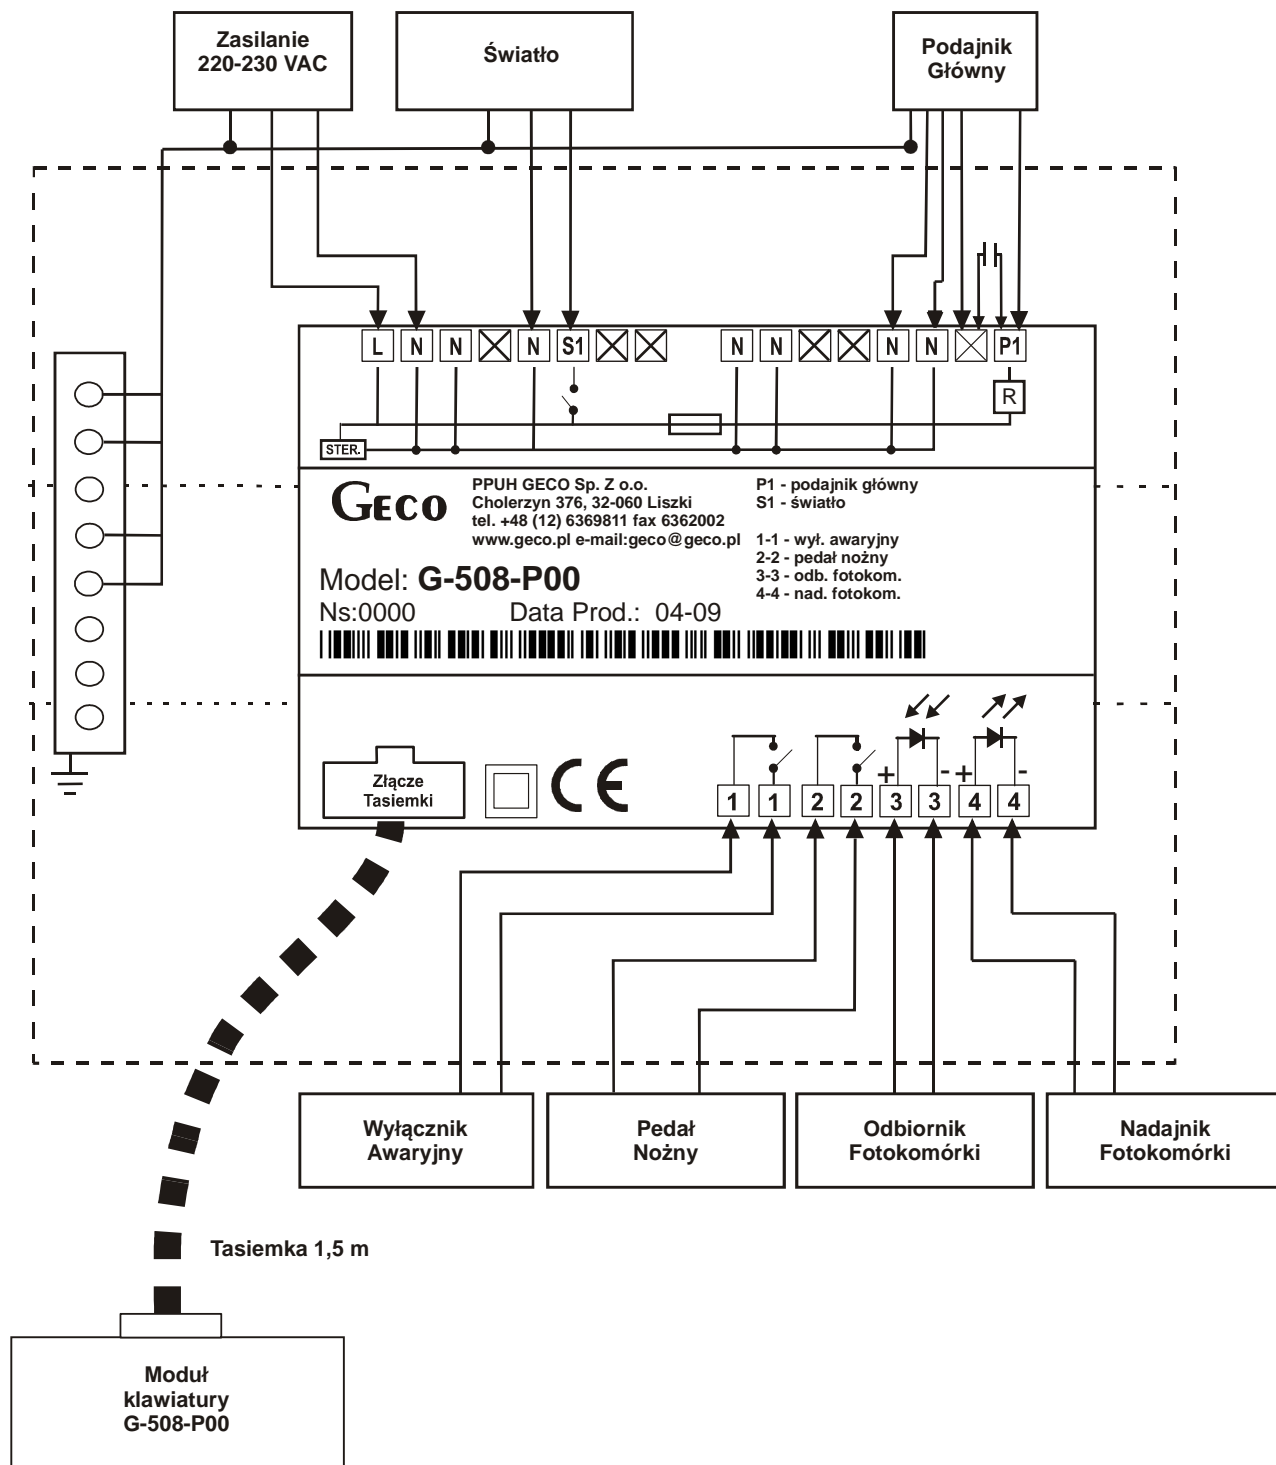 Zasilanie
220-230 VAC
Światło
Podajnik
Główny
L N N N S1 N N N N P1
R
STER.
GECO
PPUH GECO Sp. Z o.o.
Cholerzyn 376, 32-060 Liszki
tel. +48 (12) 6369811 fax 6362002
www.geco.pl e-mail:geco@geco.pl
P1 - podajnik główny
S1 - światło
1-1 - wył. awaryjny
2-2 - pedał nożny
3-3 - odb. fotokom.
4-4 - nad. fotokom.
Model: G-508-P00
Ns:0000 Data Prod.: 04-09
Złącze
Tasiemki
CE
+ - + -
1 1 2 2 3 3 4 4
Wyłącznik
Awaryjny
Pedał
Nożny
Odbiornik
Fotokomórki
Nadajnik
Fotokomórki
Tasiemka 1,5 m
Moduł
klawiatury
G-508-P00